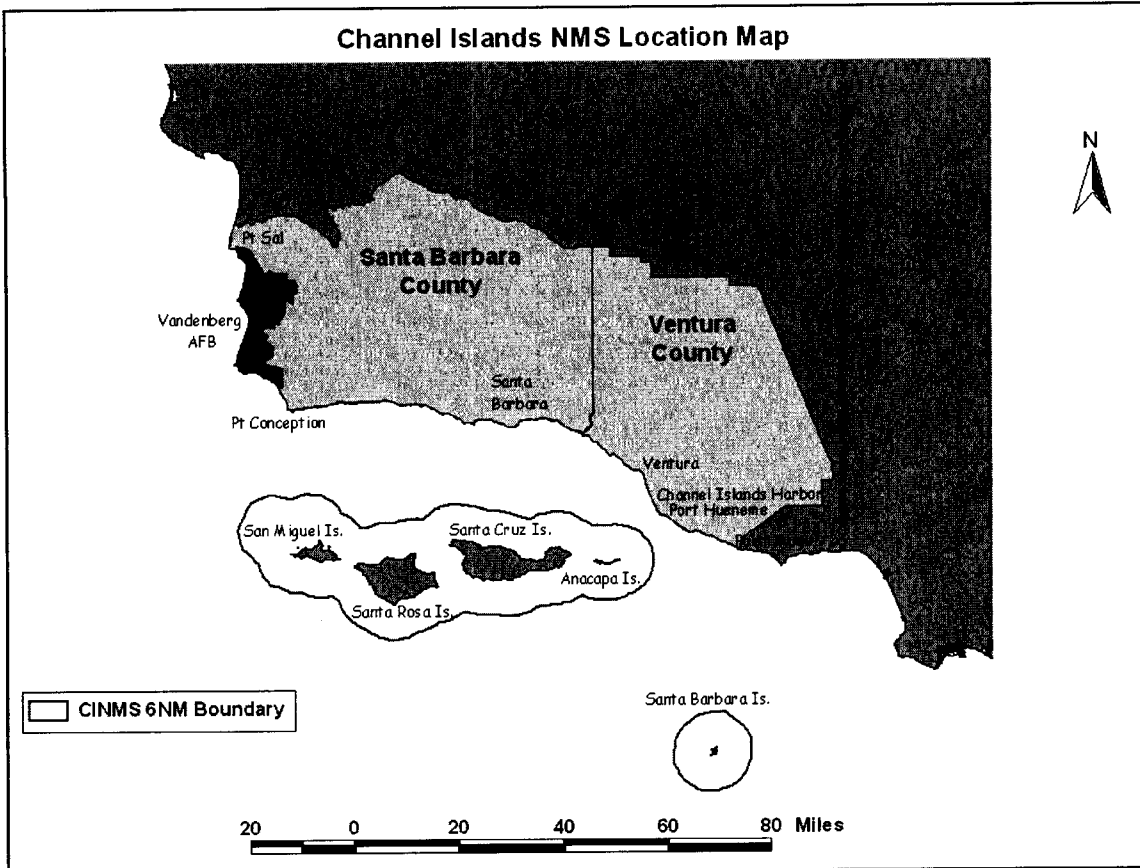 Channel Islands NMS Location Map
N
Pt Sal
Santa Barbara
County
Ventura
County
Vandenberg
AFB
Santa
Barbara
Pt Conception
Ventura
Channel Islands Harbor
Port Hueneme
San Miguel Is.
Santa Cruz Is.
Anacapa Is.
Santa Rosa Is.
Santa Barbara Is.
CINMS 6NM Boundary
20 0 20 40 60 80 Miles